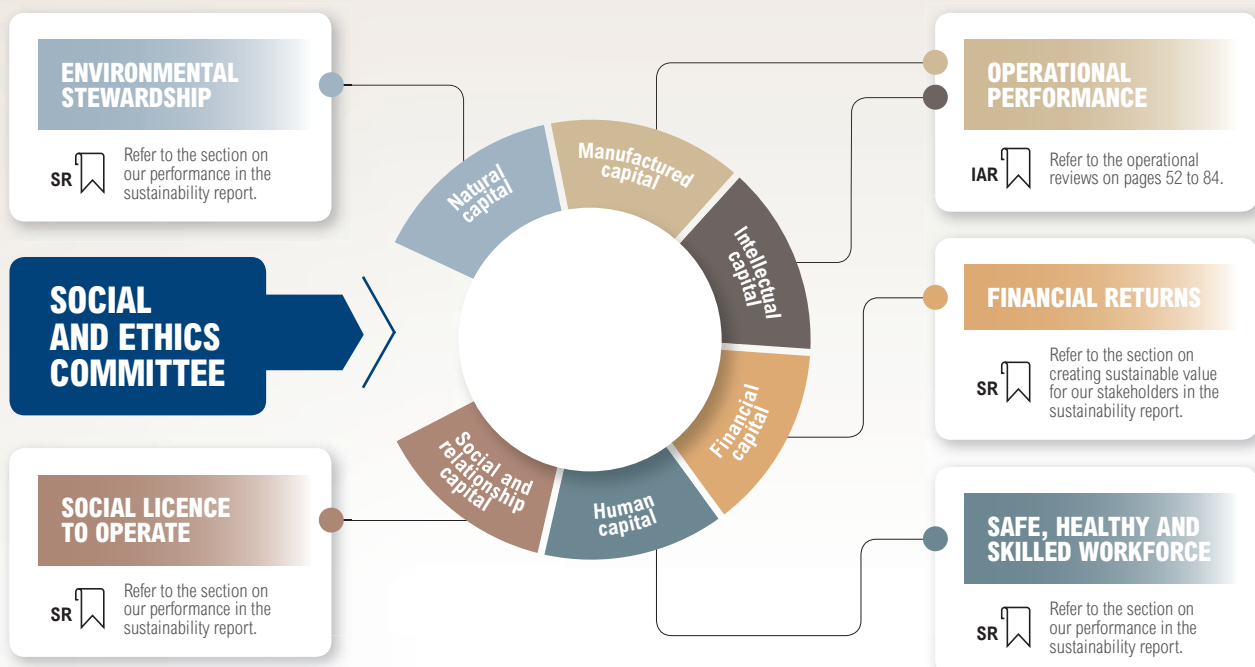 ENVIRONMENTAL
STEWARDSHIP
SR
Refer to the section on
our performance in the
sustainability report.
SOCIAL
AND ETHICS
COMMITTEE
SOCIAL LICENCE
TO OPERATE
SR
Refer to the section on
our performance in the
sustainability report.
Natural
capital
Manufactured
capital
Intellectual
capital
Financial
capital
Human
capital
Social and
relationship
capital
OPERATIONAL
PERFORMANCE
IAR
Refer to the operational
reviews on pages 52 to 84.
FINANCIAL RETURNS
SR
Refer to the section on
creating sustainable value
for our stakeholders in the
sustainability report.
SAFE, HEALTHY AND
SKILLED WORKFORCE
SR
Refer to the section on
our performance in the
sustainability report.